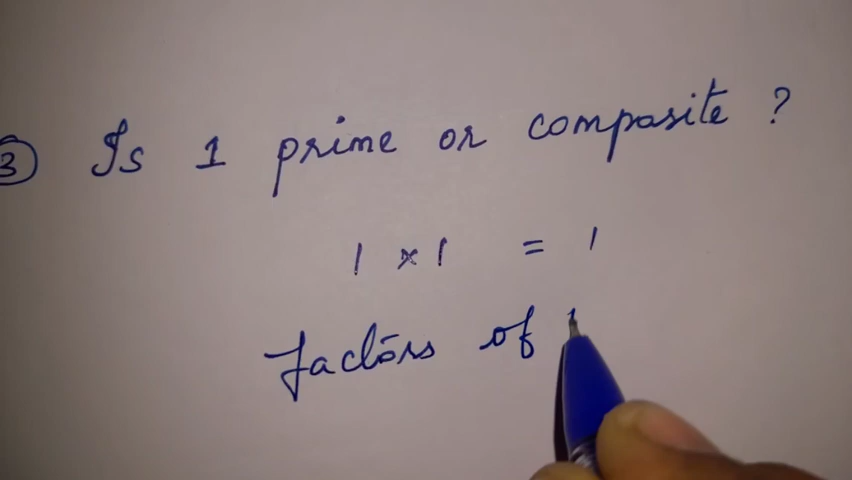 3 Is 1 prime or composite ?
1 × 1 = 1
factors of 1